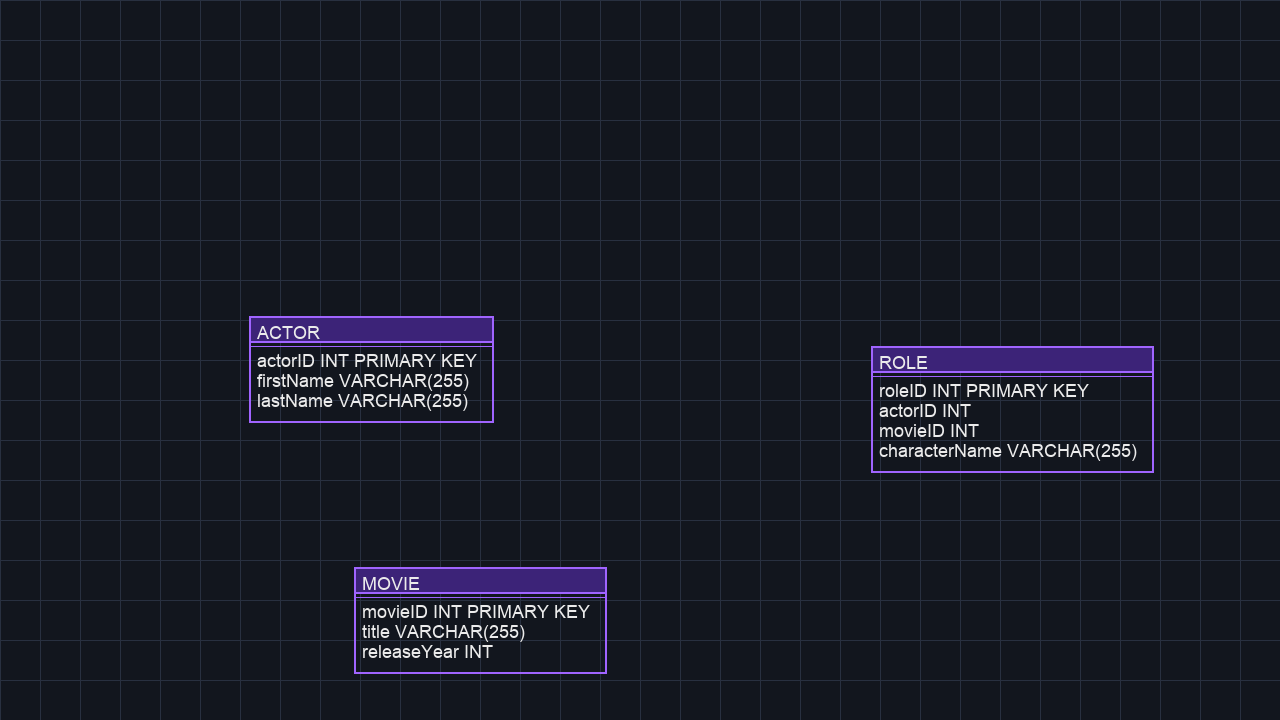 ACTOR
actorID INT PRIMARY KEY
firstName VARCHAR(255)
lastName VARCHAR(255)
ROLE
roleID INT PRIMARY KEY
actorID INT
movieID INT
characterName VARCHAR(255)
MOVIE
movieID INT PRIMARY KEY
title VARCHAR(255)
releaseYear INT